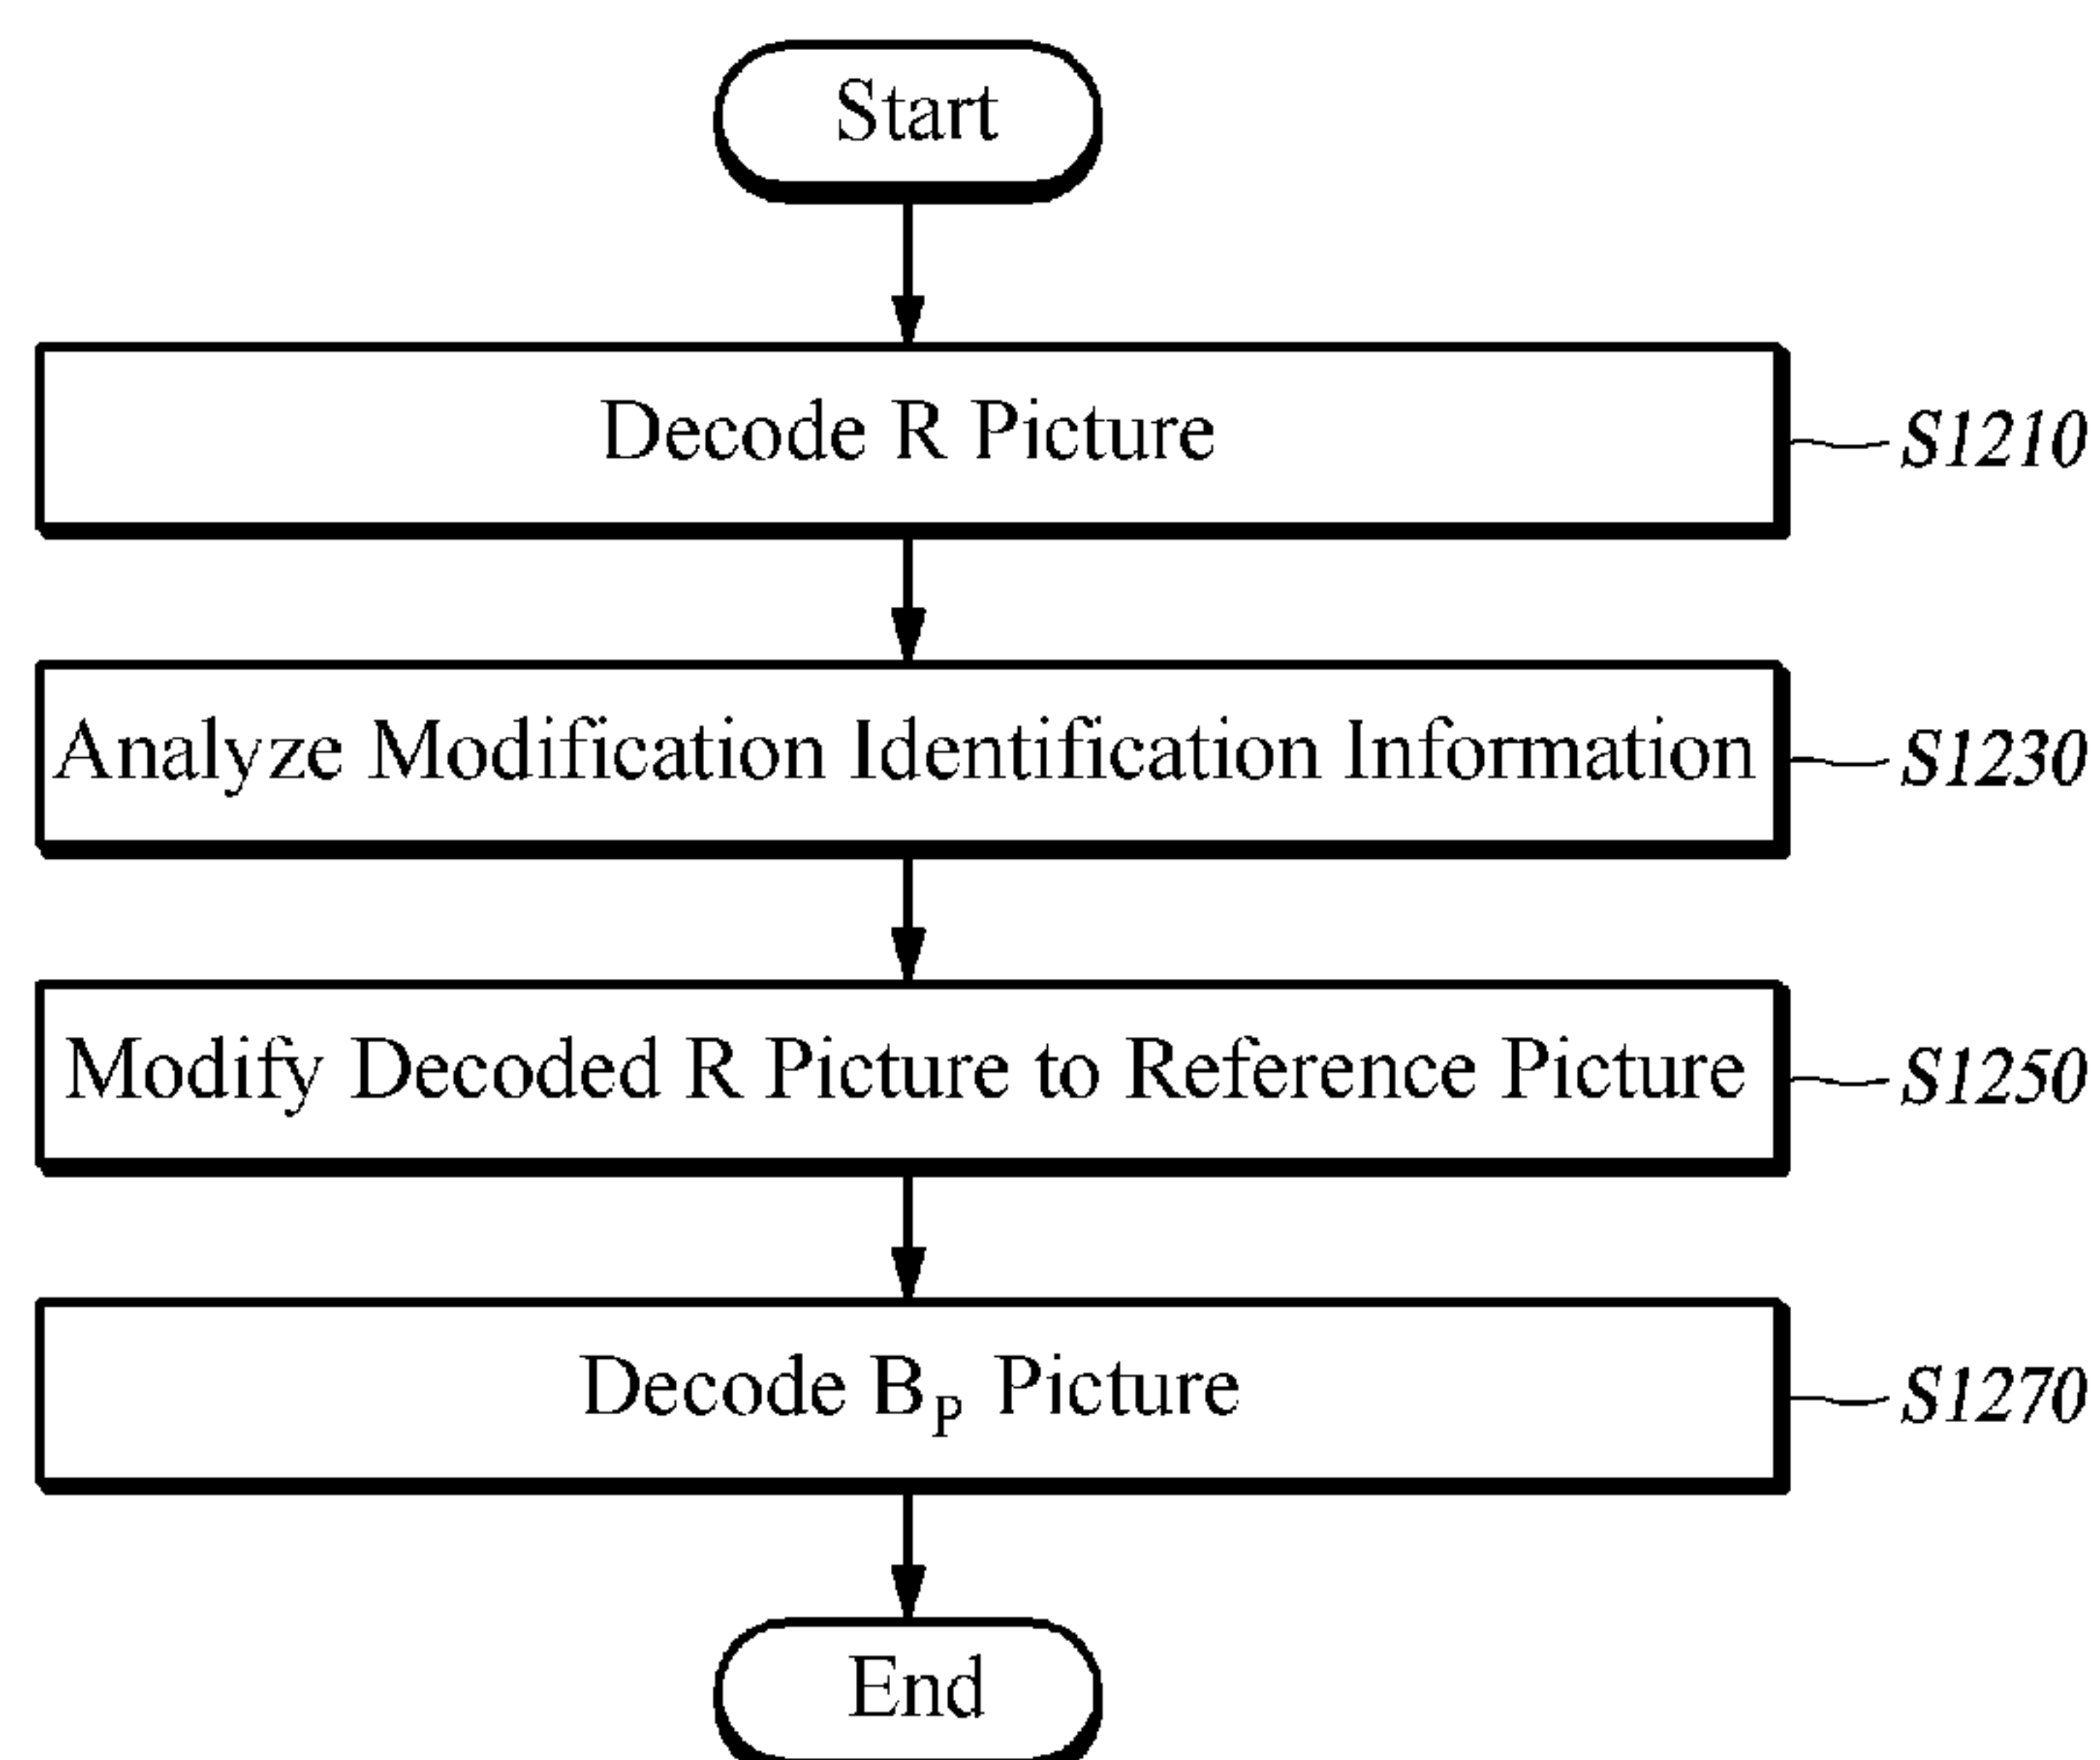 Start
Decode R Picture
S1210
Analyze Modification Identification Information
S1230
Modify Decoded R Picture to Reference Picture
S1250
Decode BP Picture
S1270
End